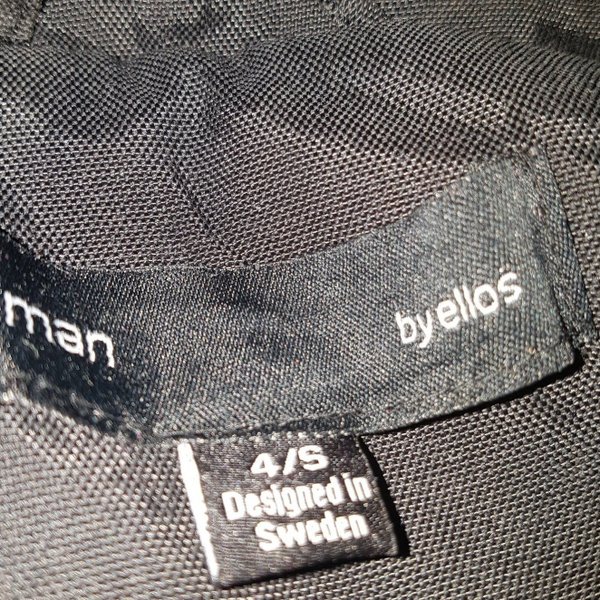 man
by ellos
4/S
Designed in
Sweden